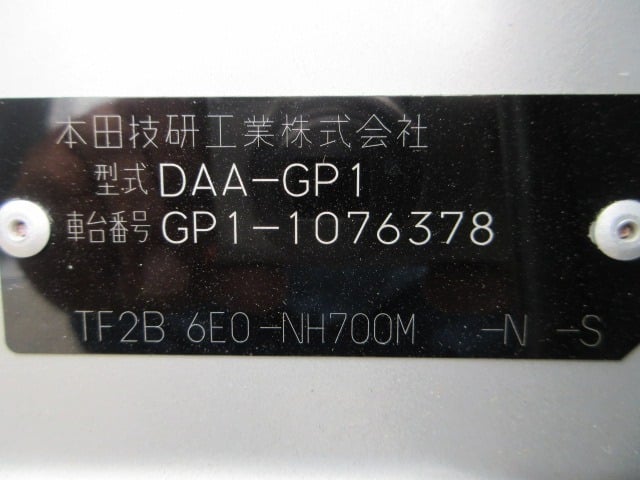 本田技研工業株式会社
型式 DAA-GP1
車台番号 GP1-1076378
TF2B 6E0-NH700M -N -S